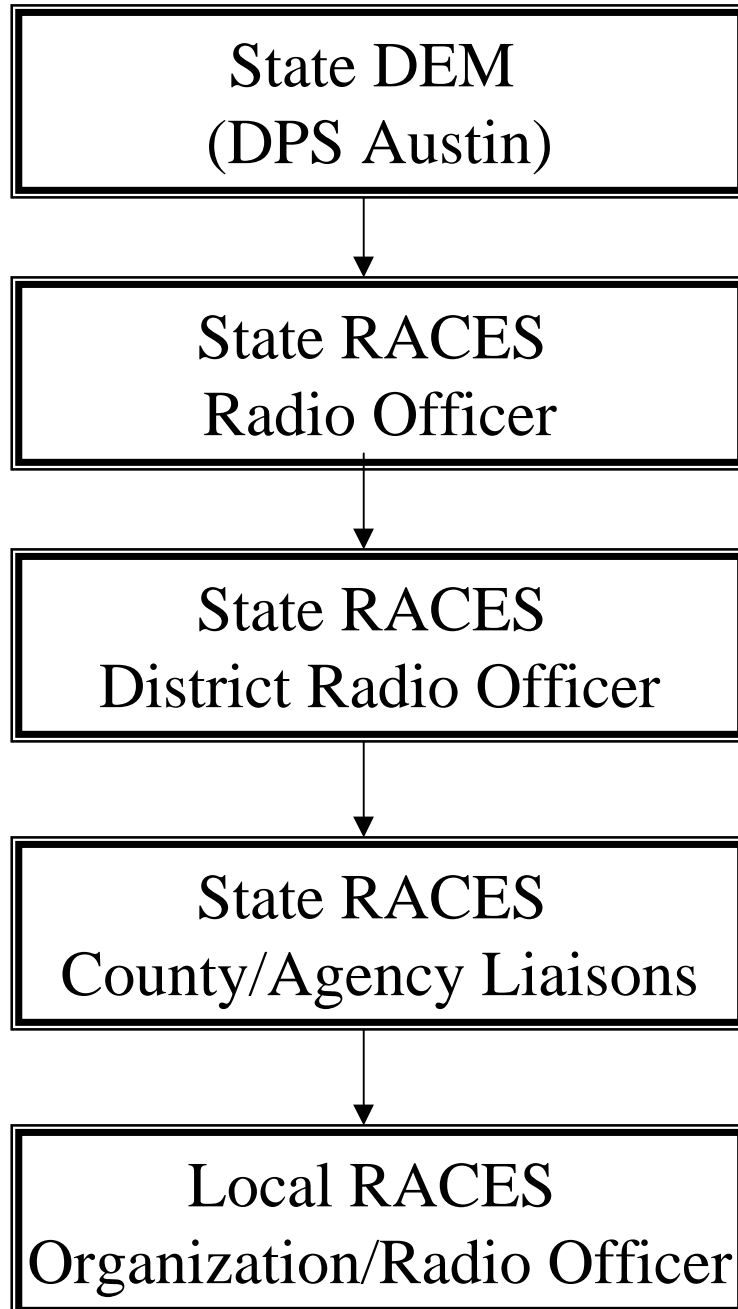 State DEM
(DPS Austin)
State RACES
Radio Officer
State RACES
District Radio Officer
State RACES
County/Agency Liaisons
Local RACES
Organization/Radio Officer